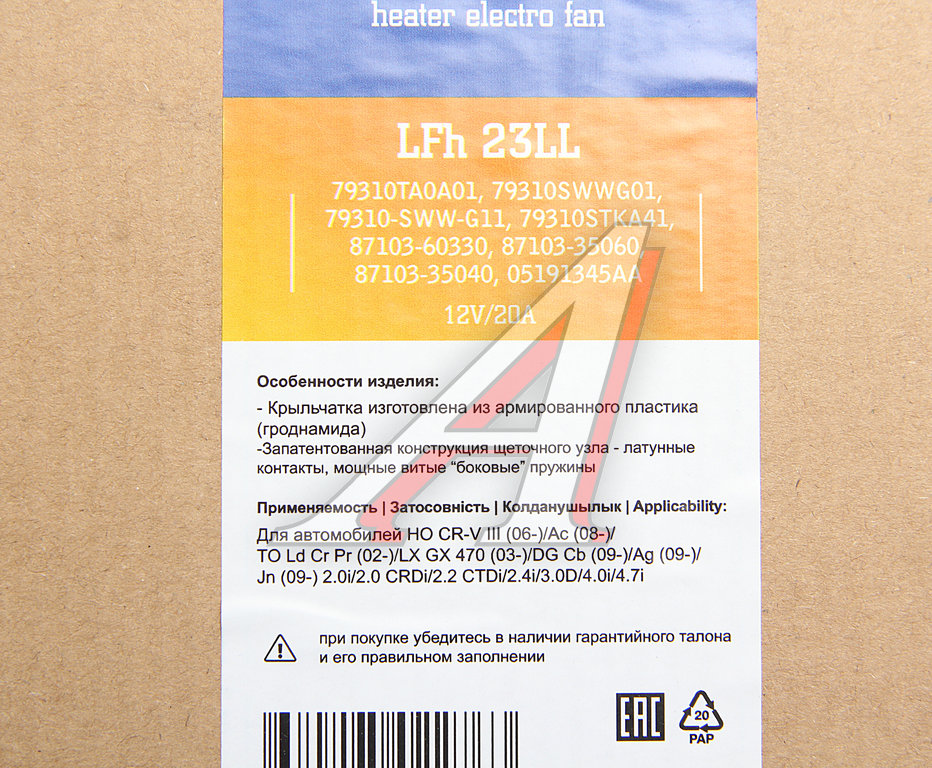 heater electro fan
LFh 23LL
79310TA0A01, 79310SWWG01,
79310-SWW-G11, 79310STKA41,
87103-60330, 87103-35060,
87103-35040, 05191345AA
12V/20A
Особенности изделия:
- Крыльчатка изготовлена из армированного пластика
(гроднамида)
-Запатентованная конструкция щеточного узла - латунные
контакты, мощные витые “боковые” пружины
Применяемость | Затосовність | Колданушылык | Applicability:
Для автомобилей HO CR-V III (06-)/Ac (08-)/
TO Ld Cr Pr (02-)/LX GX 470 (03-)/DG Cb (09-)/Ag (09-)/
Jn (09-) 2.0i/2.0 CRDi/2.2 CTDi/2.4i/3.0D/4.0i/4.7i
при покупке убедитесь в наличии гарантийного талона
и его правильном заполнении
EAC
20
PAP